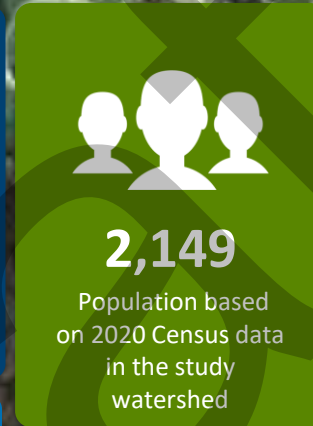 2,149
Population based
on 2020 Census data
in the study
watershed